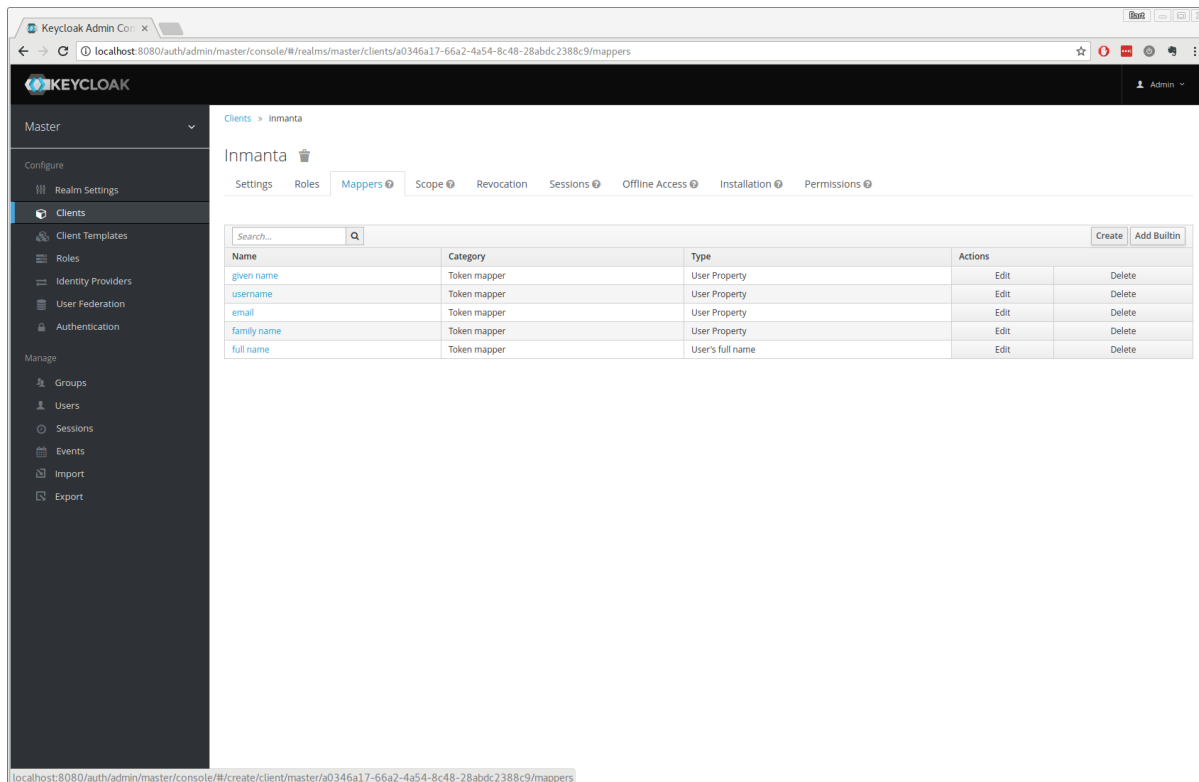 Bart
Keycloak Admin Con
localhost:8080/auth/admin/master/console/#/realms/master/clients/a0346a17-66a2-4a54-8c48-28abdc2388c9/mappers
KEYCLOAK
Admin
Master
Clients » inmanta
Configure
Inmanta
Settings Roles Mappers Scope Revocation Sessions Offline Access Installation Permissions
Realm Settings
Clients
Client Templates
Roles
Identity Providers
User Federation
Authentication
Manage
Groups
Users
Sessions
Events
Import
Export
Search... Create Add Builtin
Name Category Type Actions
given name Token mapper User Property Edit Delete
username Token mapper User Property Edit Delete
email Token mapper User Property Edit Delete
family name Token mapper User Property Edit Delete
full name Token mapper User's full name Edit Delete
localhost:8080/auth/admin/master/console/#/create/client/master/a0346a17-66a2-4a54-8c48-28abdc2388c9/mappers